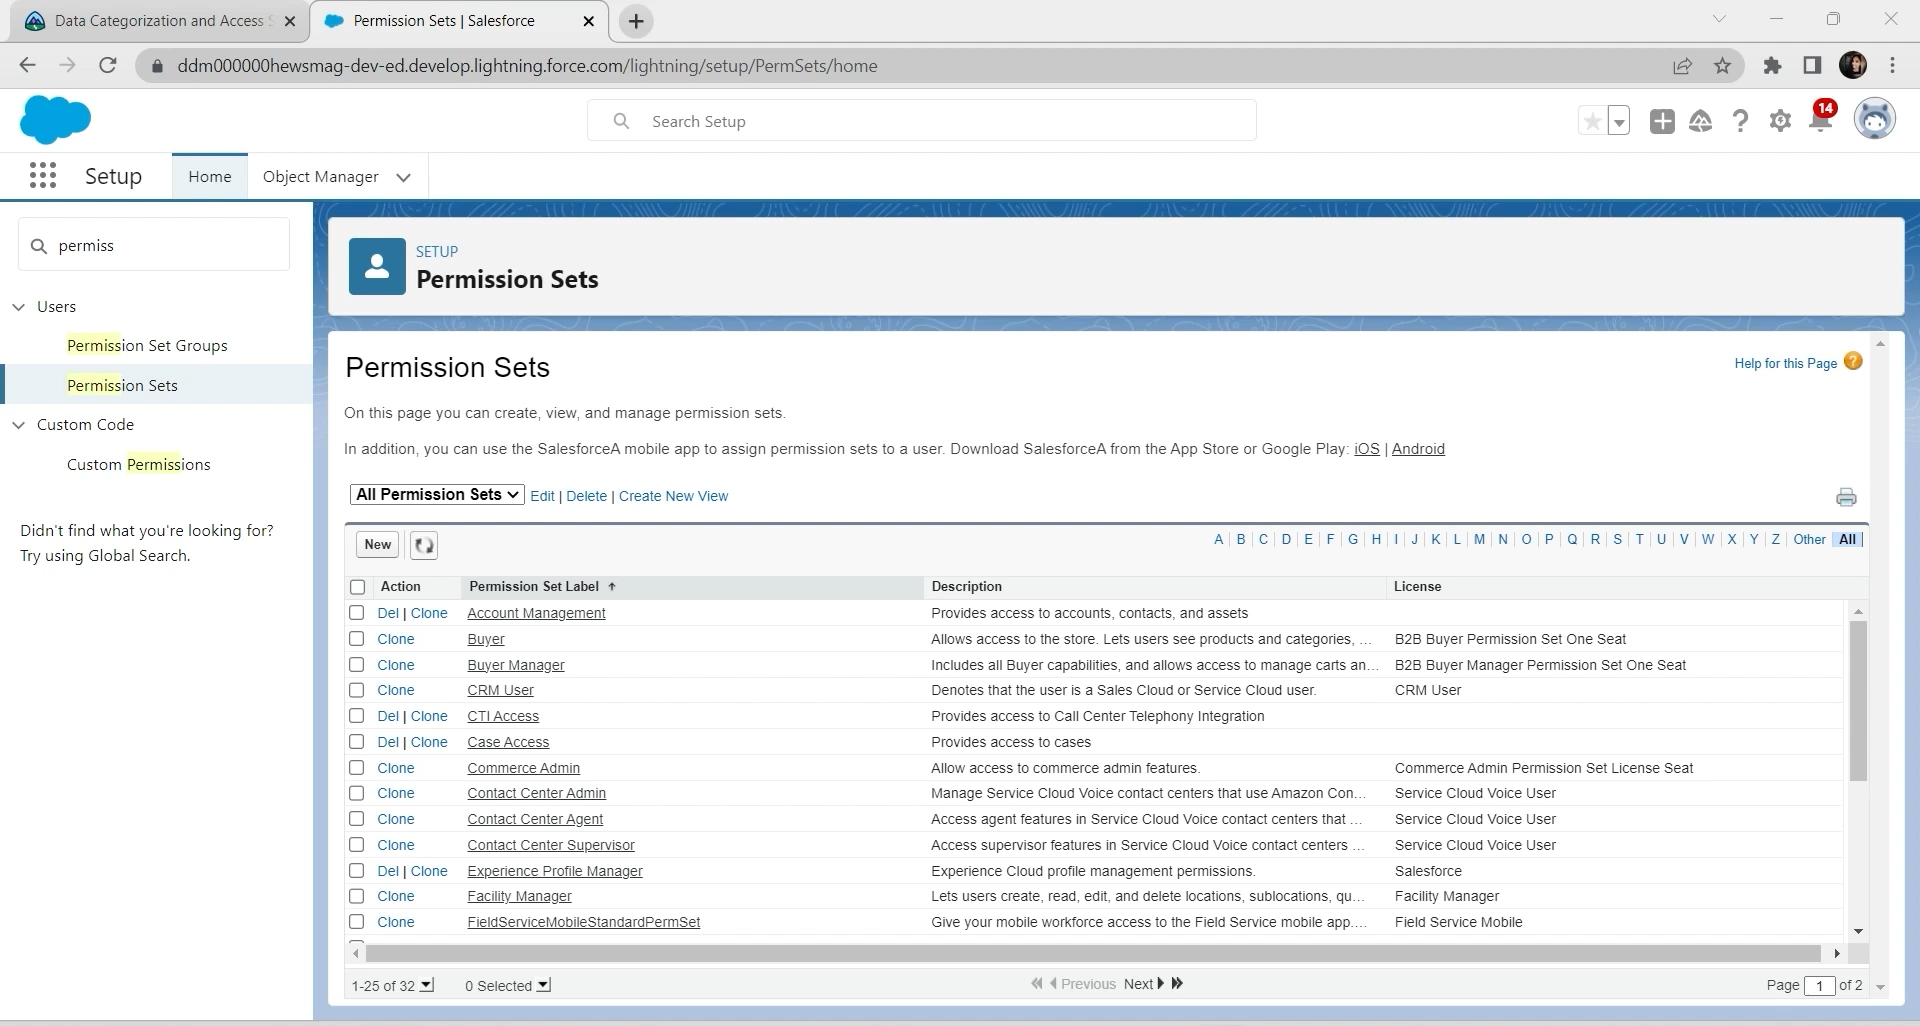 Data Categorization and Access S
Permission Sets | Salesforce
ddm000000hewsmag-dev-ed.develop.lightning.force.com/lightning/setup/PermSets/home
Search Setup
14
Setup
Home
Object Manager
permiss
Users
Permission Set Groups
Permission Sets
Custom Code
Custom Permissions
Didn't find what you're looking for?
Try using Global Search.
SETUP
Permission Sets
Permission Sets
Help for this Page ?
On this page you can create, view, and manage permission sets.
In addition, you can use the SalesforceA mobile app to assign permission sets to a user. Download SalesforceA from the App Store or Google Play: iOS | Android
All Permission Sets Edit | Delete | Create New View
New
A | B | C | D | E | F | G | H | I | J | K | L | M | N | O | P | Q | R | S | T | U | V | W | X | Y | Z | Other | All |
Action Permission Set Label ↑ Description License
Del | Clone Account Management Provides access to accounts, contacts, and assets
Clone Buyer Allows access to the store. Lets users see products and categories, ... B2B Buyer Permission Set One Seat
Clone Buyer Manager Includes all Buyer capabilities, and allows access to manage carts an... B2B Buyer Manager Permission Set One Seat
Clone CRM User Denotes that the user is a Sales Cloud or Service Cloud user. CRM User
Del | Clone CTI Access Provides access to Call Center Telephony Integration
Del | Clone Case Access Provides access to cases
Clone Commerce Admin Allow access to commerce admin features. Commerce Admin Permission Set License Seat
Clone Contact Center Admin Manage Service Cloud Voice contact centers that use Amazon Con... Service Cloud Voice User
Clone Contact Center Agent Access agent features in Service Cloud Voice contact centers that ... Service Cloud Voice User
Clone Contact Center Supervisor Access supervisor features in Service Cloud Voice contact centers ... Service Cloud Voice User
Del | Clone Experience Profile Manager Experience Cloud profile management permissions. Salesforce
Clone Facility Manager Lets users create, read, edit, and delete locations, sublocations, qu... Facility Manager
Clone FieldServiceMobileStandardPermSet Give your mobile workforce access to the Field Service mobile app.... Field Service Mobile
1-25 of 32 0 Selected Previous Next Page 1 of 2